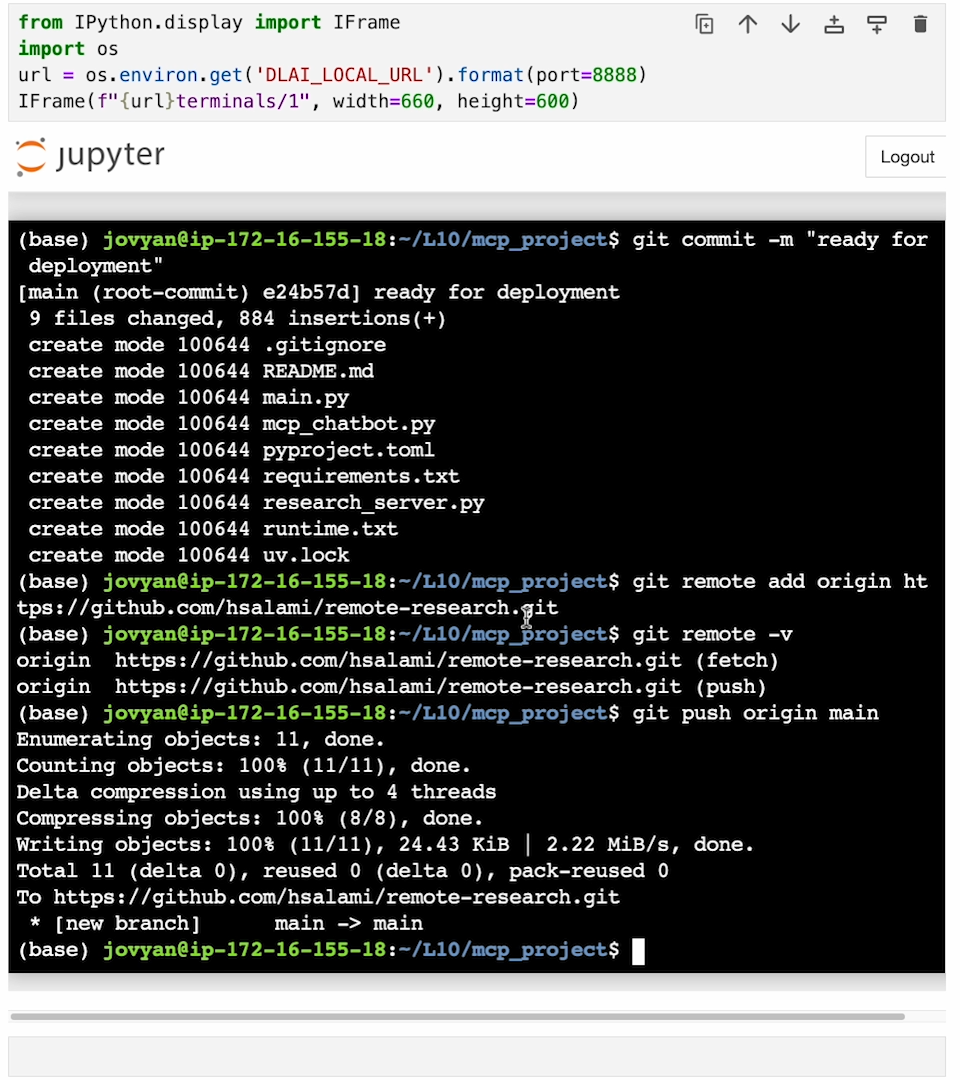 from IPython.display import IFrame
import os
url = os.environ.get('DLAI_LOCAL_URL').format(port=8888)
IFrame(f"{url}terminals/1", width=660, height=600)
jupyter
Logout
(base) jovyan@ip-172-16-155-18:~/L10/mcp_project$ git commit -m "ready for
deployment"
[main (root-commit) e24b57d] ready for deployment
9 files changed, 884 insertions(+)
create mode 100644 .gitignore
create mode 100644 README.md
create mode 100644 main.py
create mode 100644 mcp_chatbot.py
create mode 100644 pyproject.toml
create mode 100644 requirements.txt
create mode 100644 research_server.py
create mode 100644 runtime.txt
create mode 100644 uv.lock
(base) jovyan@ip-172-16-155-18:~/L10/mcp_project$ git remote add origin ht
tps://github.com/hsalami/remote-research.git
(base) jovyan@ip-172-16-155-18:~/L10/mcp_project$ git remote -v
origin  https://github.com/hsalami/remote-research.git (fetch)
origin  https://github.com/hsalami/remote-research.git (push)
(base) jovyan@ip-172-16-155-18:~/L10/mcp_project$ git push origin main
Enumerating objects: 11, done.
Counting objects: 100% (11/11), done.
Delta compression using up to 4 threads
Compressing objects: 100% (8/8), done.
Writing objects: 100% (11/11), 24.43 KiB | 2.22 MiB/s, done.
Total 11 (delta 0), reused 0 (delta 0), pack-reused 0
To https://github.com/hsalami/remote-research.git
* [new branch]      main -> main
(base) jovyan@ip-172-16-155-18:~/L10/mcp_project$